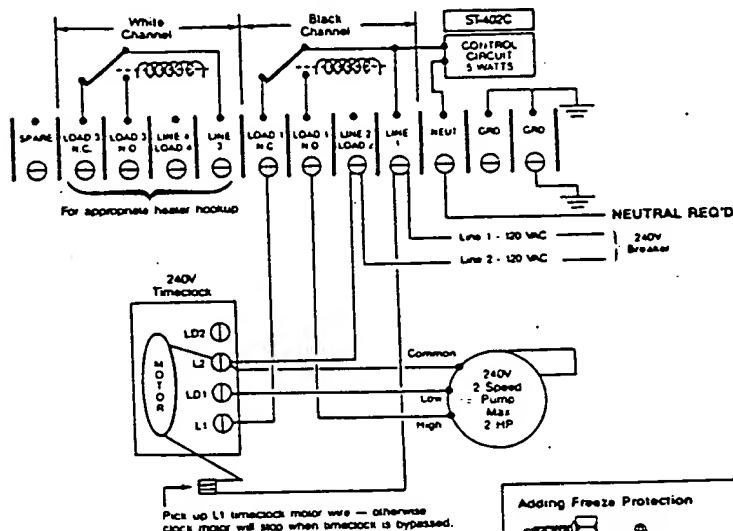 White
Channel
Black
Channel
ST-402C
CONTROL
CIRCUIT
5 WATTS
SPARE
LOAD 3
N.C.
LOAD 3
N O
LINE 4
LOAD 4
LINE
3
LOAD 1
N C
LOAD 1
N O
LINE 2
LOAD 2
LINE
1
NEUT
GRD
GRD
For appropriate heater hookup
NEUTRAL REQ'D
Line 1 - 120 VAC
Line 2 - 120 VAC
240V
Breaker
240V
Timeclock
MOTOR
LD2
L2
LD1
L1
Common
Low
High
240V
2 Speed
Pump
Max
2 HP
Pick up L1 timeclock motor wire — otherwise
clock motor will stop when timeclock is bypassed.
Adding Freeze Protection